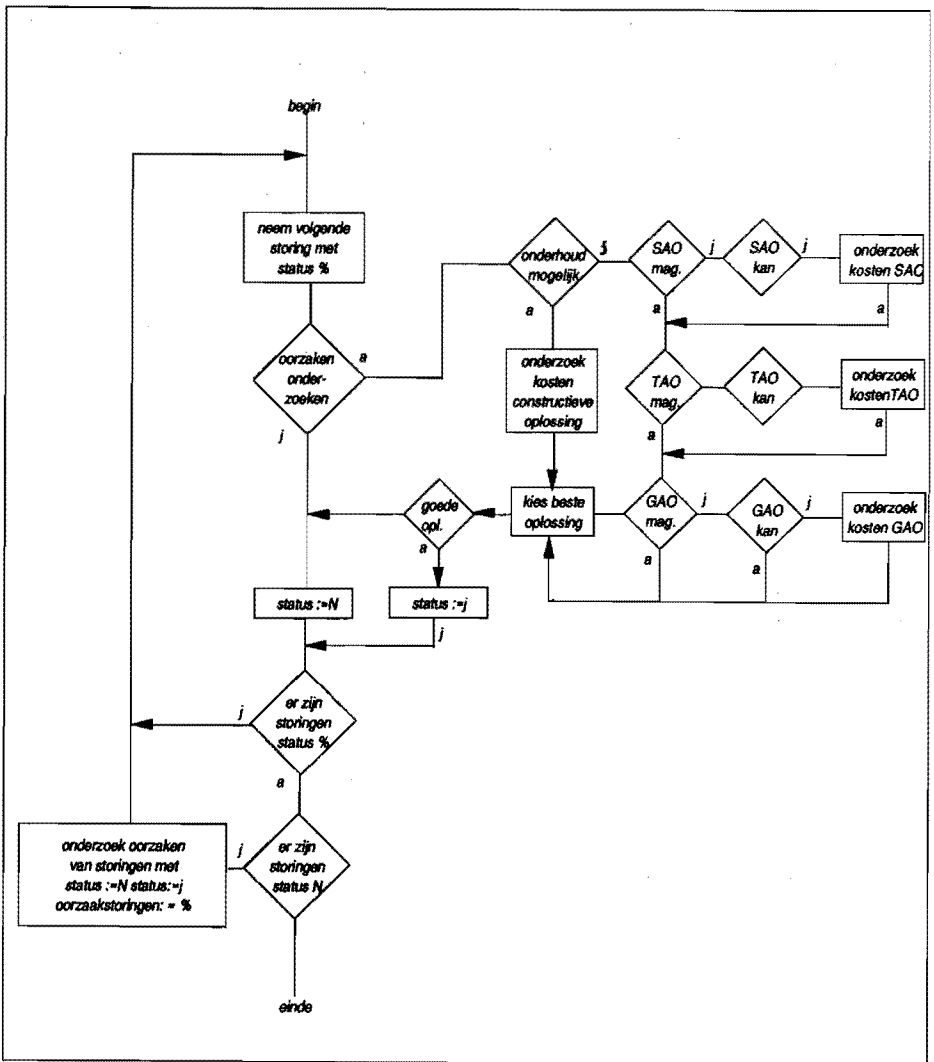 begin
neem volgende
storing met
status %
oorzaken
onder-
zoeken
a
j
onderhoud
mogelijk
j
a
SAO
mag.
j
a
SAO
kan
j
onderzoek
kosten SAO
a
onderzoek
kosten
constructieve
oplossing
TAO
mag.
a
TAO
kan
onderzoek
kostenTAO
a
goede
opl.
a
kies beste
oplossing
GAO
mag.
j
a
GAO
kan
j
a
onderzoek
kosten GAO
status :=N
status :=j
j
er zijn
storingen
status %
j
a
onderzoek oorzaken
van storingen met
status :=N status:=j
oorzaakstoringen: = %
j
er zijn
storingen
status N
einde